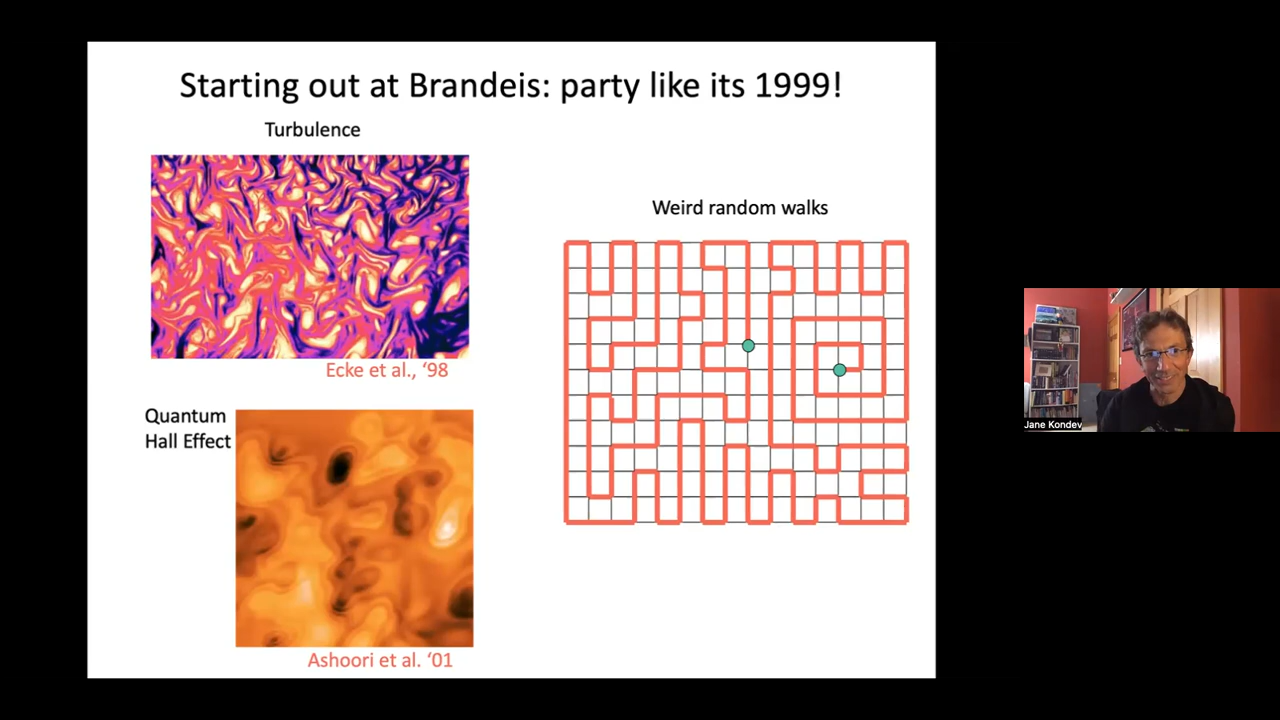 Starting out at Brandeis: party like its 1999!
Turbulence
Ecke et al., ‘98
Quantum
Hall Effect
Ashoori et al. ‘01
Weird random walks
Jane Kondev